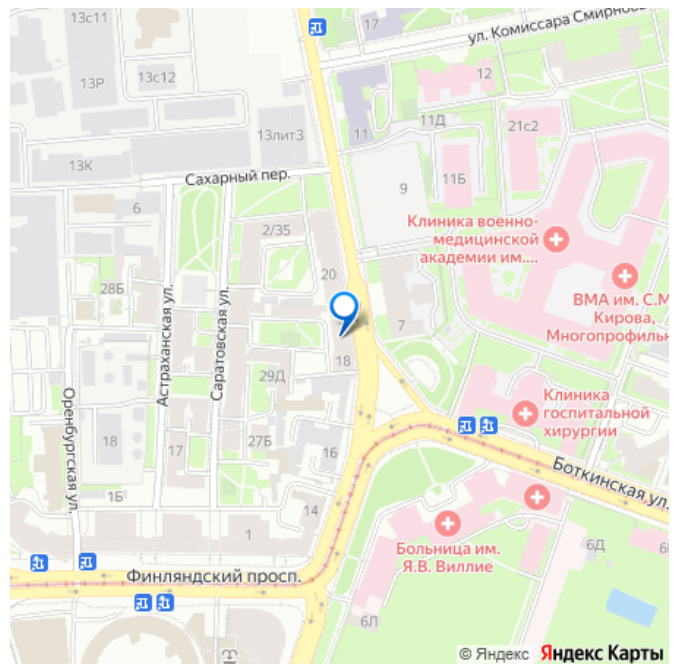 13с11
17
ул. Комиссара Смирнова
13Р
13с12
12
13лит3
11
11Д
21с2
13К
Сахарный пер.
9
11Б
6
Клиника военно-
медицинской
академии им....
2/35
20
28Б
ВМА им. С.М
Кирова,
Многопрофильн
7
Астраханская ул.
Саратовская ул.
18
29Д
Клиника
госпитальной
хирургии
Оренбургская ул.
18
17
27Б
16
Боткинская ул.
1Б
14
1
Больница им.
Я.В. Виллие
6Д
Финляндский просп.
6Л
© Яндекс Яндекс Карты